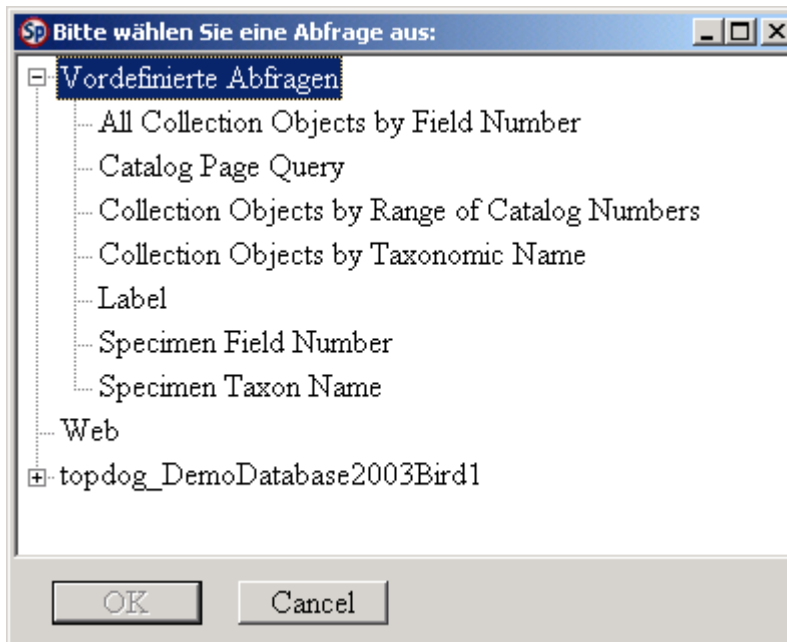 Sp Bitte wählen Sie eine Abfrage aus:
Vordefinierte Abfragen
All Collection Objects by Field Number
Catalog Page Query
Collection Objects by Range of Catalog Numbers
Collection Objects by Taxonomic Name
Label
Specimen Field Number
Specimen Taxon Name
Web
topdog_DemoDatabase2003Bird1
OK Cancel